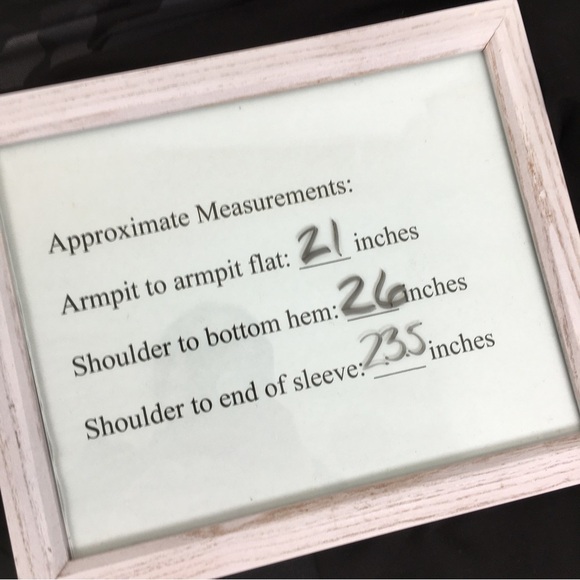 Approximate Measurements:
Armpit to armpit flat: 21 inches
Shoulder to bottom hem: 26 inches
Shoulder to end of sleeve: 23.5 inches